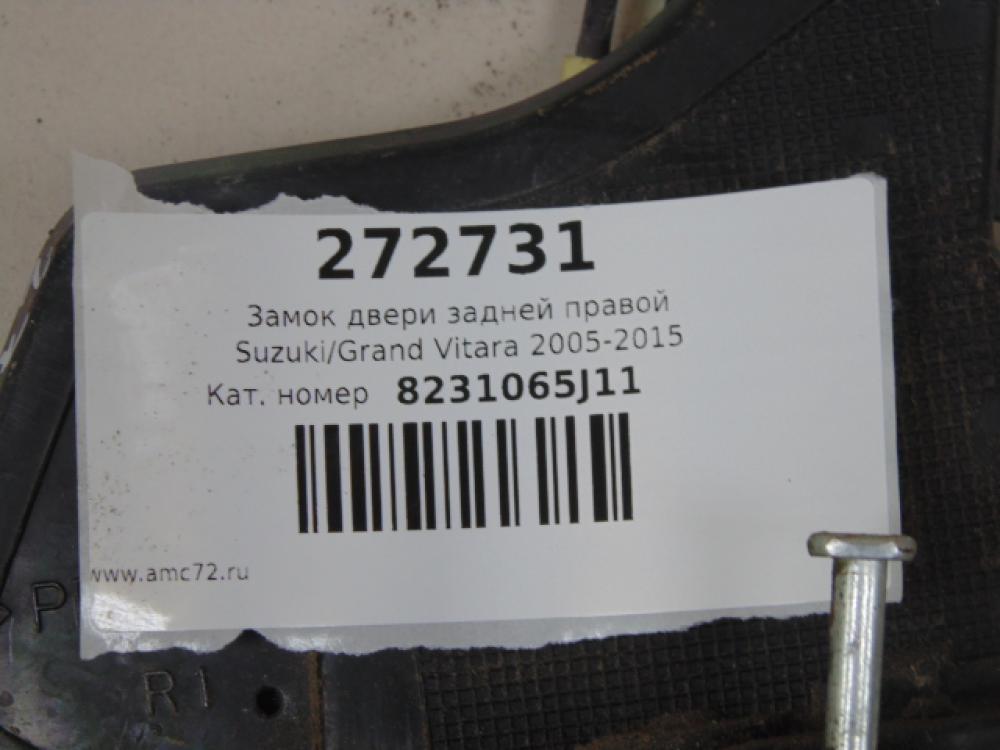 272731
Замок двери задней правой
Suzuki/Grand Vitara 2005-2015
Кат. номер 8231065J11
www.amc72.ru
R1